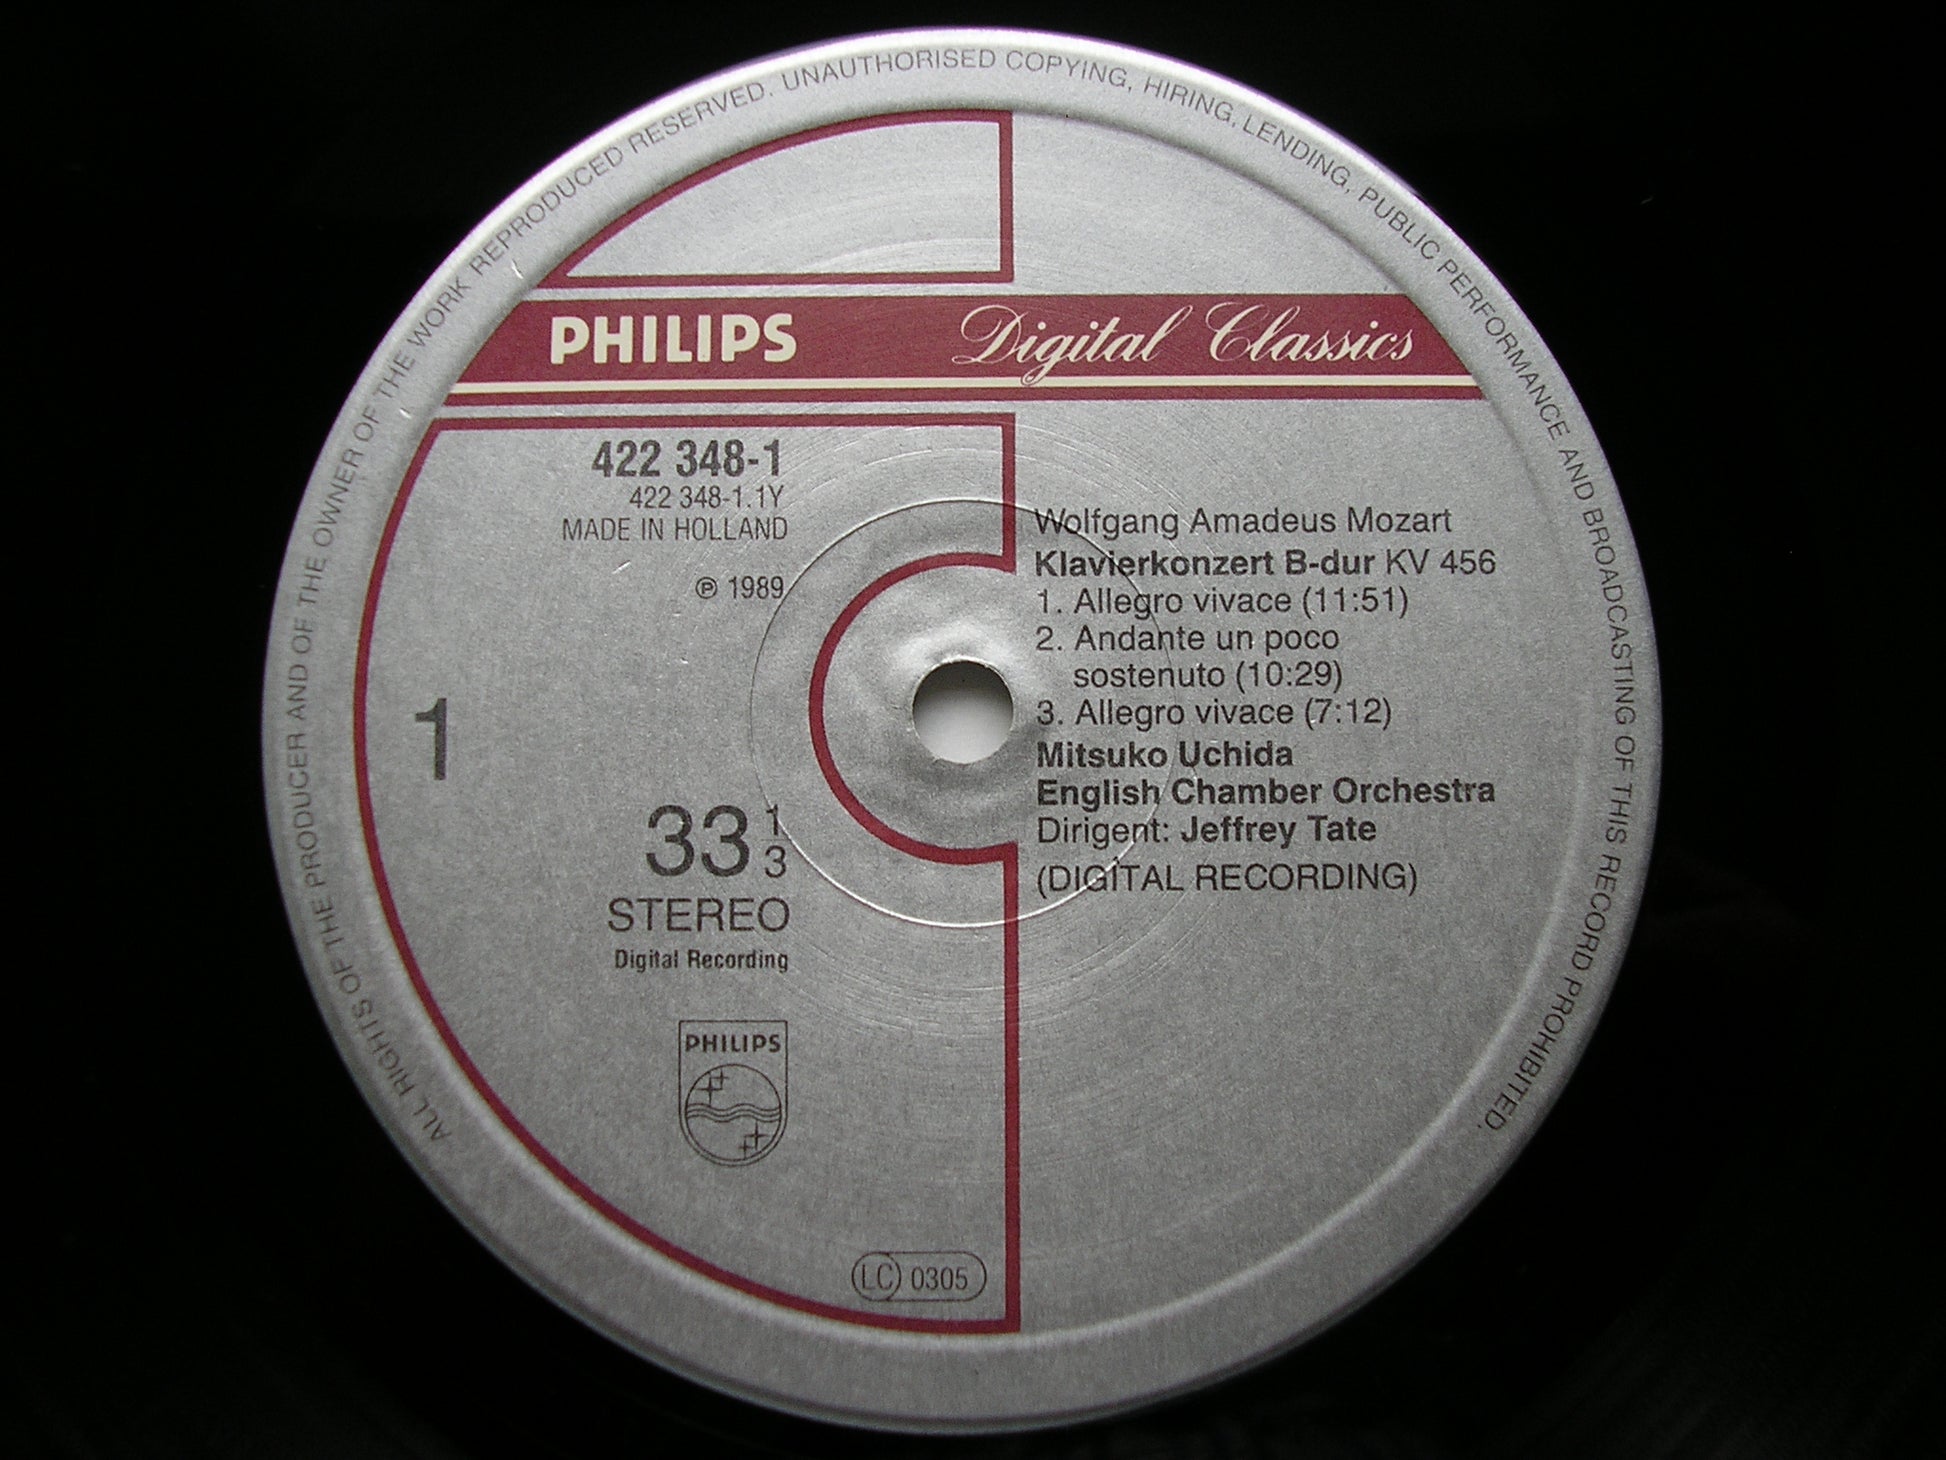 ALL RIGHTS OF THE PRODUCER AND OF THE OWNER OF THE WORK REPRODUCED RESERVED. UNAUTHORISED COPYING, HIRING, LENDING, PUBLIC PERFORMANCE AND BROADCASTING OF THIS RECORD PROHIBITED.
PHILIPS Digital Classics
422 348-1
422 348-1.1Y
MADE IN HOLLAND
℗ 1989
1
33 1/3
STEREO
Digital Recording
PHILIPS
LC 0305
Wolfgang Amadeus Mozart
Klavierkonzert B-dur KV 456
1. Allegro vivace (11:51)
2. Andante un poco
sostenuto (10:29)
3. Allegro vivace (7:12)
Mitsuko Uchida
English Chamber Orchestra
Dirigent: Jeffrey Tate
(DIGITAL RECORDING)